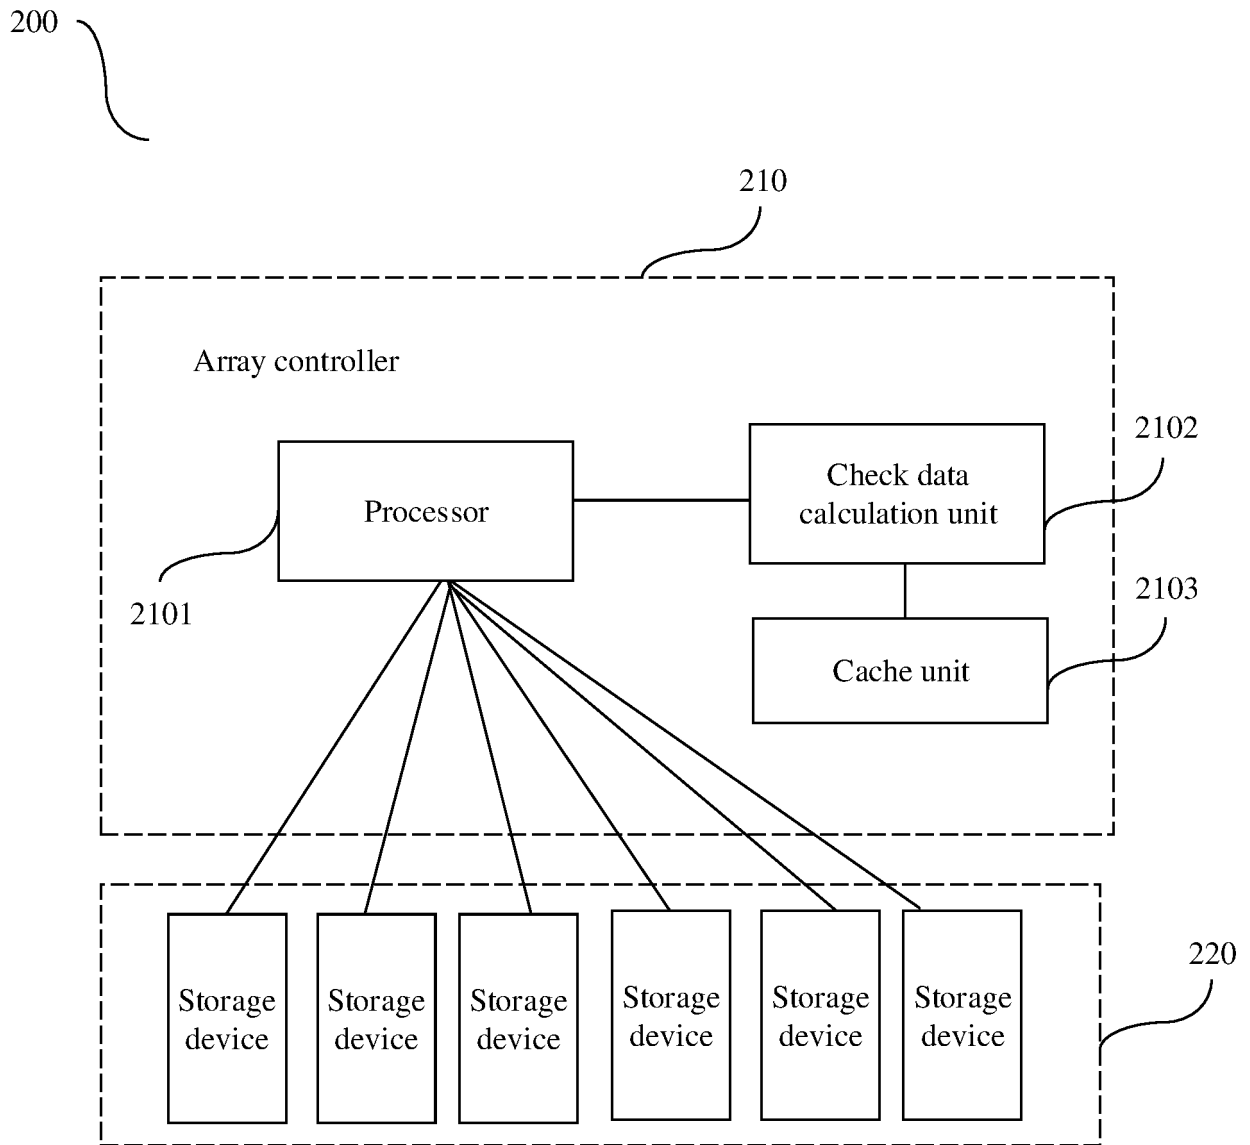 200
210
Array controller
2102
Check data
calculation unit
Processor
2103
2101
Cache unit
220
Storage
device
Storage
device
Storage
device
Storage
device
Storage
device
Storage
device